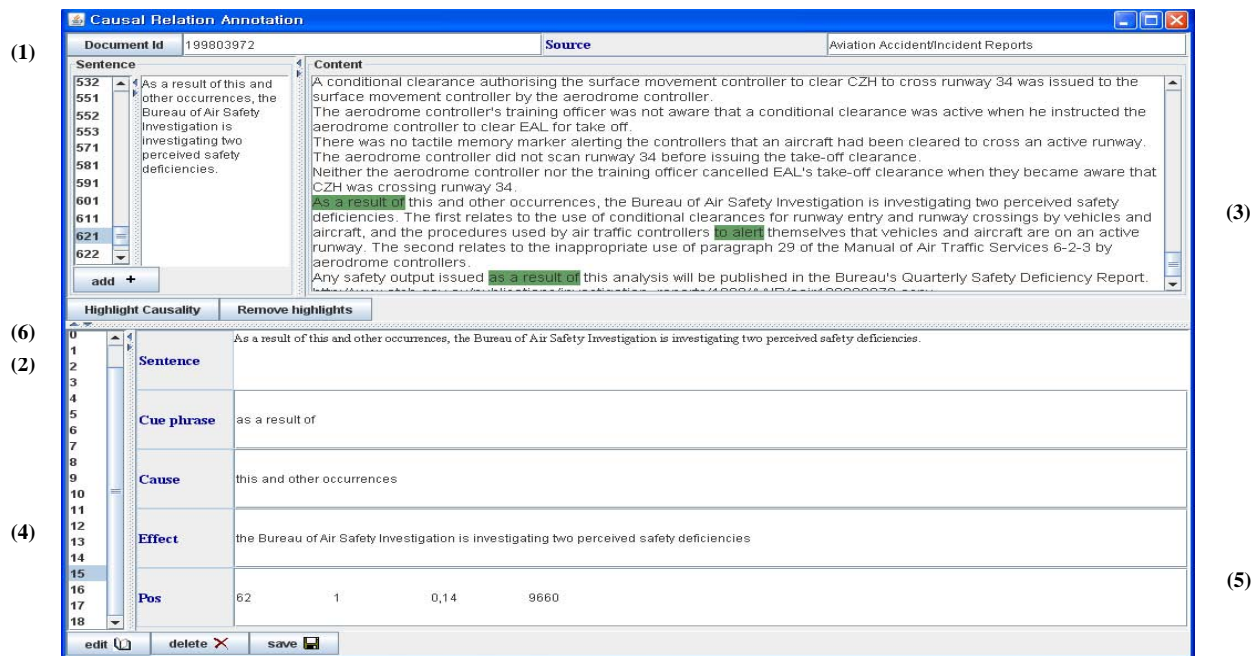 Causal Relation Annotation
(1)
Document Id 199803972 Source Aviation Accident/Incident Reports
Sentence
532
551
552
553
571
581
591
601
611
621
622
As a result of this and
other occurrences, the
Bureau of Air Safety
Investigation is
investigating two
perceived safety
deficiencies.
add +
Content
A conditional clearance authorising the surface movement controller to clear CZH to cross runway 34 was issued to the
surface movement controller by the aerodrome controller.
The aerodrome controller's training officer was not aware that a conditional clearance was active when he instructed the
aerodrome controller to clear EAL for take off.
There was no tactile memory marker alerting the controllers that an aircraft had been cleared to cross an active runway.
The aerodrome controller did not scan runway 34 before issuing the take-off clearance.
Neither the aerodrome controller nor the training officer cancelled EAL's take-off clearance when they became aware that
CZH was crossing runway 34.
As a result of this and other occurrences, the Bureau of Air Safety Investigation is investigating two perceived safety
deficiencies. The first relates to the use of conditional clearances for runway entry and runway crossings by vehicles and
aircraft, and the procedures used by air traffic controllers to alert themselves that vehicles and aircraft are on an active
runway. The second relates to the inappropriate use of paragraph 29 of the Manual of Air Traffic Services 6-2-3 by
aerodrome controllers.
Any safety output issued as a result of this analysis will be published in the Bureau's Quarterly Safety Deficiency Report.
(3)
Highlight Causality Remove highlights
(6)
(2)
0
1
2
3
4
5
6
7
8
9
10
11
12
13
14
15
16
17
18
Sentence As a result of this and other occurrences, the Bureau of Air Safety Investigation is investigating two perceived safety deficiencies.
Cue phrase as a result of
Cause this and other occurrences
(4)
Effect the Bureau of Air Safety Investigation is investigating two perceived safety deficiencies
(5)
Pos 62 1 0,14 9660
edit delete save